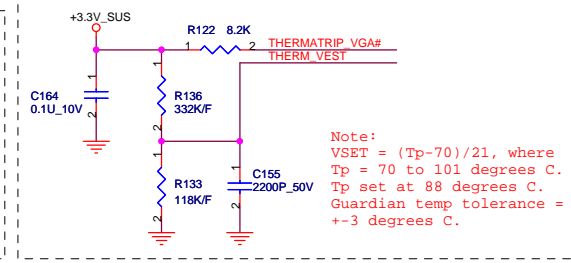 +3.3V_SUS
R122 8.2K
1 2 THERMATRIP_VGA#
THERM_VEST
1
C164
0.1U_10V
2
1
R136
332K/F
2
1
R133
118K/F
2
1
C155
2200P_50V
2
Note:
VSET = (Tp-70)/21, where
Tp = 70 to 101 degrees C.
Tp set at 88 degrees C.
Guardian temp tolerance =
+-3 degrees C.